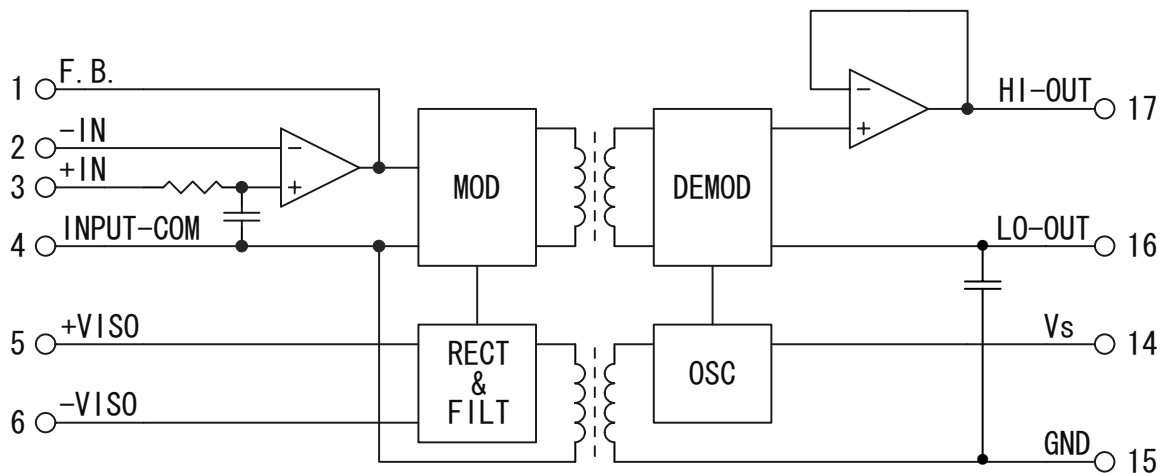 1 F.B.
2 -IN
3 +IN
4 INPUT-COM
5 +VISO
6 -VISO
−
+
MOD
RECT
&
FILT
DEMOD
OSC
−
+
HI-OUT 17
LO-OUT 16
Vs 14
GND 15